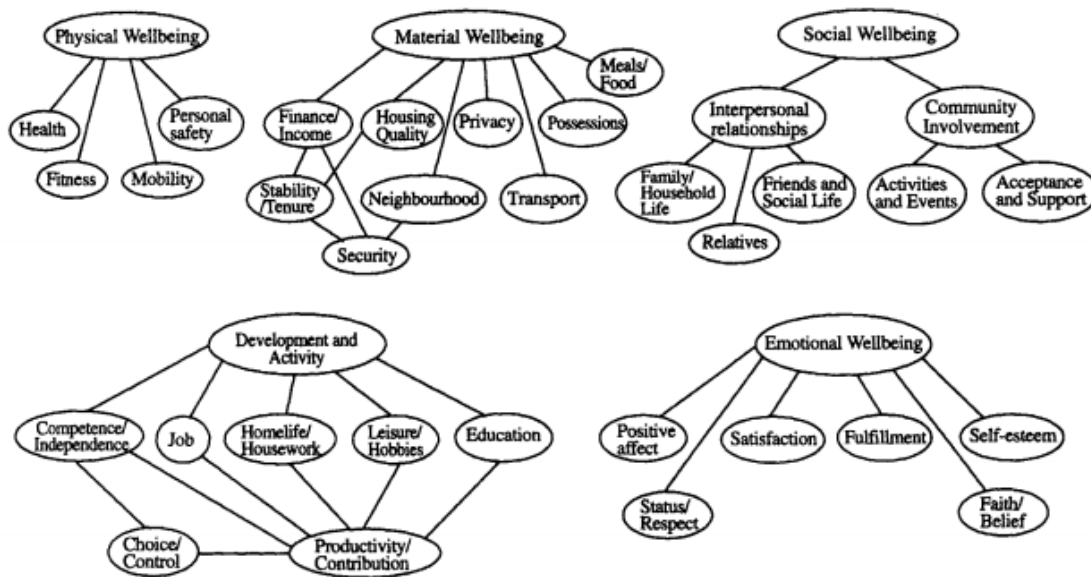 Physical Wellbeing
Health
Fitness
Mobility
Personal
safety
Material Wellbeing
Finance/
Income
Housing
Quality
Privacy
Possessions
Meals/
Food
Stability
/Tenure
Neighbourhood
Transport
Security
Social Wellbeing
Interpersonal
relationships
Community
Involvement
Family/
Household
Life
Friends and
Social Life
Relatives
Activities
and Events
Acceptance
and Support
Development and
Activity
Competence/
Independence
Job
Homelife/
Housework
Leisure/
Hobbies
Education
Choice/
Control
Productivity/
Contribution
Emotional Wellbeing
Positive
affect
Satisfaction
Fulfillment
Self-esteem
Status/
Respect
Faith/
Belief